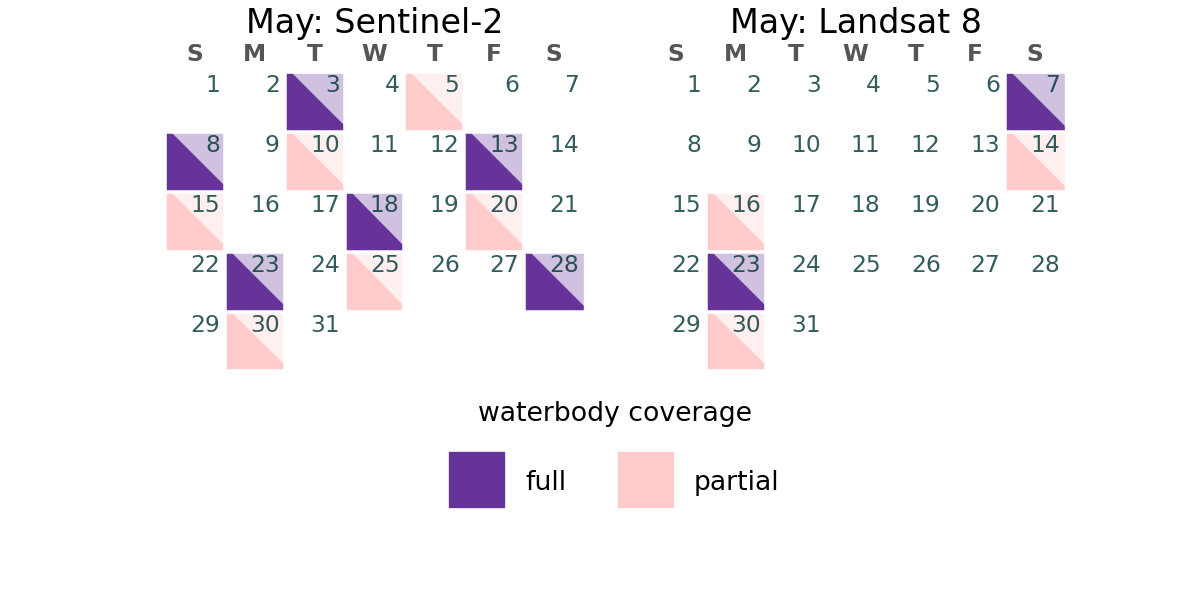 May: Sentinel-2
S M T W T F S
1 2 3 4 5 6 7
8 9 10 11 12 13 14
15 16 17 18 19 20 21
22 23 24 25 26 27 28
29 30 31
May: Landsat 8
S M T W T F S
1 2 3 4 5 6 7
8 9 10 11 12 13 14
15 16 17 18 19 20 21
22 23 24 25 26 27 28
29 30 31
waterbody coverage
full partial